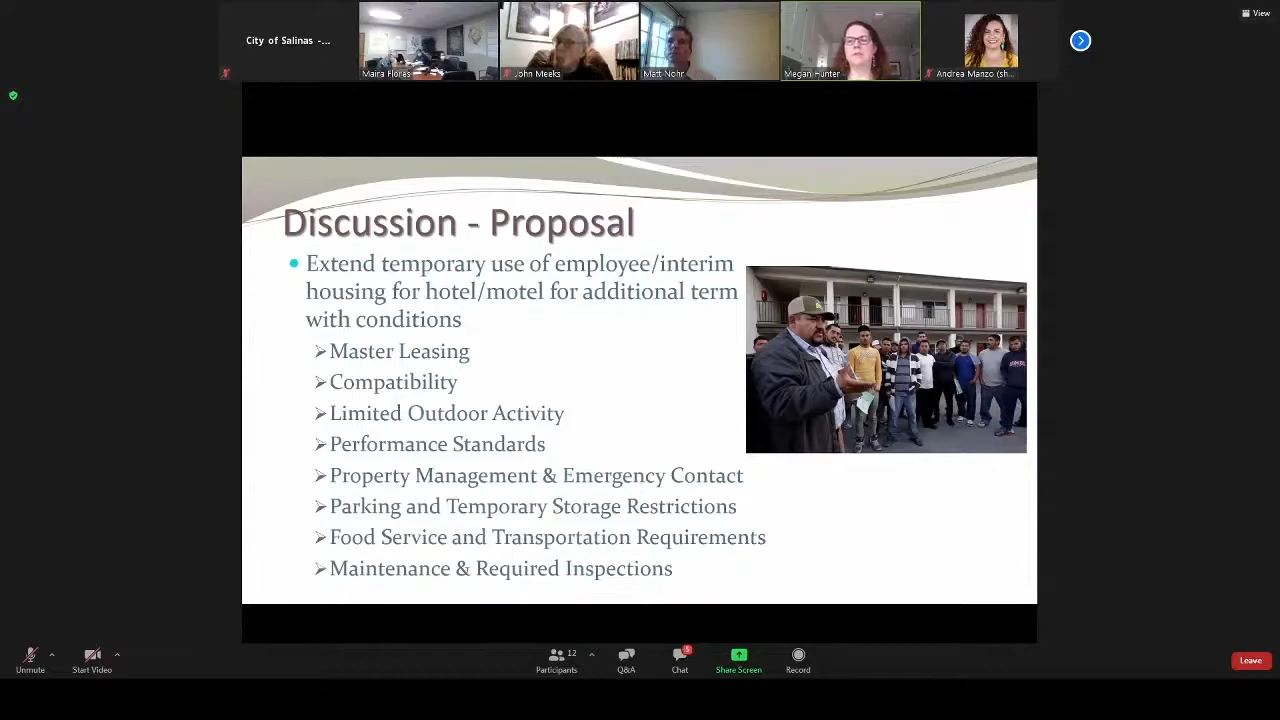 City of Salinas -...
Maira Flores
John Meeks
Matt Nohr
Megan Hunter
Andrea Manzo (sh...
View
Discussion - Proposal
Extend temporary use of employee/interim
housing for hotel/motel for additional term
with conditions
Master Leasing
Compatibility
Limited Outdoor Activity
Performance Standards
Property Management & Emergency Contact
Parking and Temporary Storage Restrictions
Food Service and Transportation Requirements
Maintenance & Required Inspections
Unmute
Start Video
12
Participants
Q&A
5
Chat
Share Screen
Record
Leave